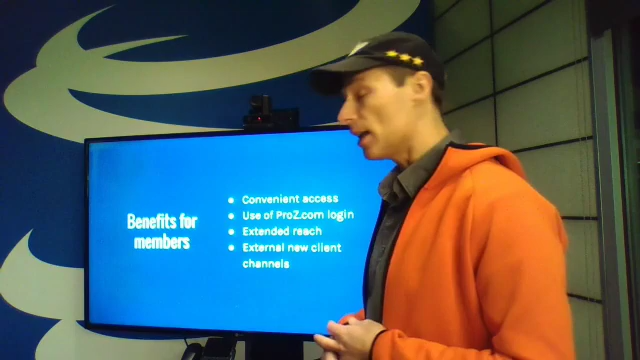 Benefits for
members
Convenient access
Use of ProZ.com login
Extended reach
External new client
channels